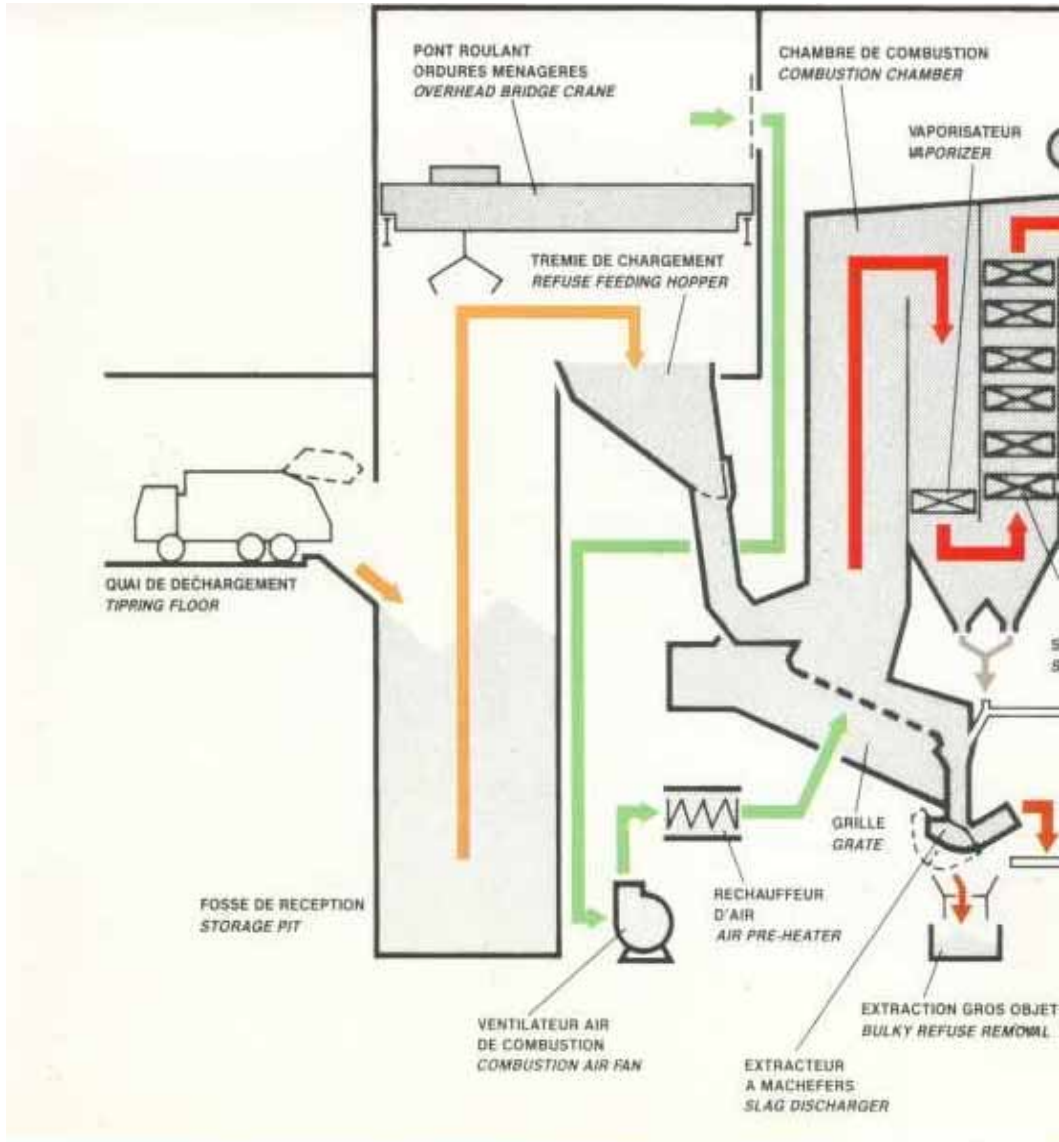 PONT ROULANT
ORDURES MENAGERES
OVERHEAD BRIDGE CRANE
CHAMBRE DE COMBUSTION
COMBUSTION CHAMBER
VAPORISATEUR
VAPORIZER
TREMIE DE CHARGEMENT
REFUSE FEEDING HOPPER
QUAI DE DECHARGEMENT
TIPRING FLOOR
S
S
GRILLE
GRATE
FOSSE DE RECEPTION
STORAGE PIT
RECHAUFFEUR
D'AIR
AIR PRE-HEATER
EXTRACTION GROS OBJET
BULKY REFUSE REMOVAL
VENTILATEUR AIR
DE COMBUSTION
COMBUSTION AIR FAN
EXTRACTEUR
A MACHEFERS
SLAG DISCHARGER